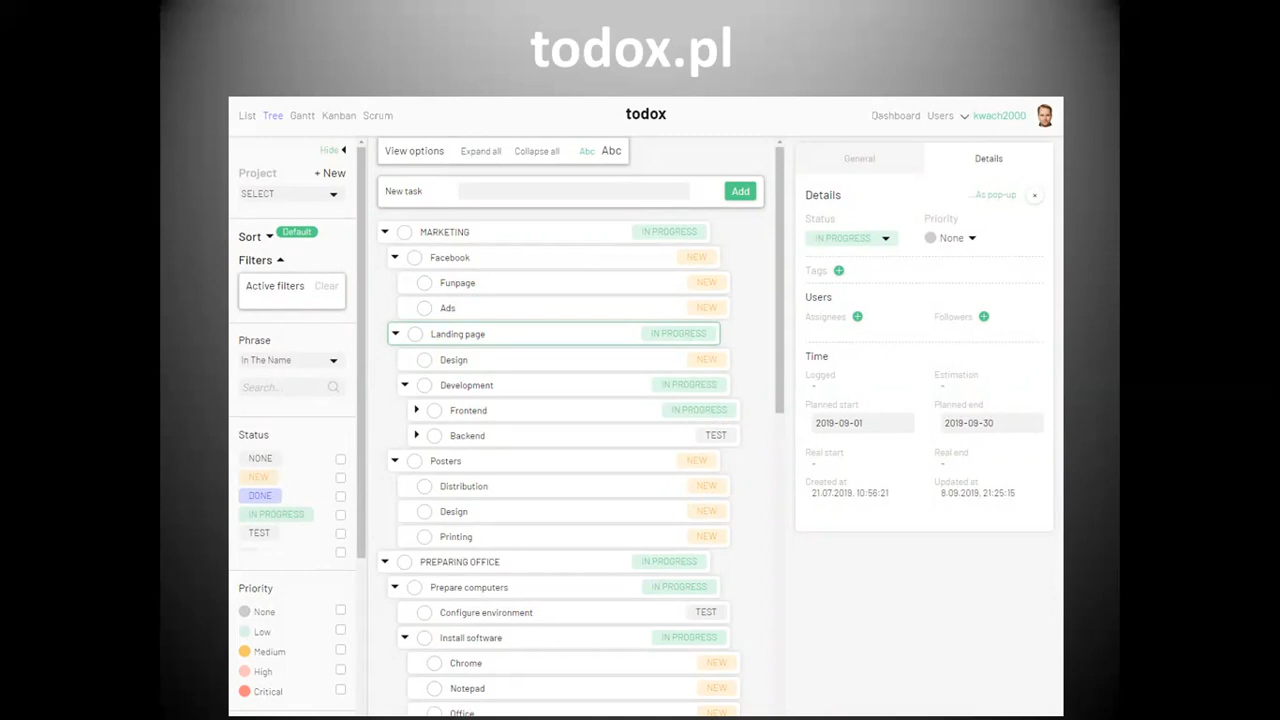 todox.pl
List Tree Gantt Kanban Scrum
todox
Dashboard Users kwach2000
Hide
Project + New
SELECT
Sort Default
Filters
Active filters Clear
Phrase
In The Name
Search...
Status
NONE
NEW
DONE
IN PROGRESS
TEST
Priority
None
Low
Medium
High
Critical
View options Expand all Collapse all Abc Abc
New task Add
MARKETING IN PROGRESS
Facebook NEW
Funpage NEW
Ads NEW
Landing page IN PROGRESS
Design NEW
Development IN PROGRESS
Frontend IN PROGRESS
Backend TEST
Posters NEW
Distribution NEW
Design NEW
Printing NEW
PREPARING OFFICE IN PROGRESS
Prepare computers IN PROGRESS
Configure environment TEST
Install software IN PROGRESS
Chrome NEW
Notepad NEW
Office NEW
General Details
Details ...As pop-up ×
Status Priority
IN PROGRESS None
Tags
Users
Assignees Followers
Time
Logged Estimation
- -
Planned start Planned end
2019-09-01 2019-09-30
Real start Real end
- -
Created at Updated at
21.07.2019, 10:56:21 8.09.2019, 21:25:15